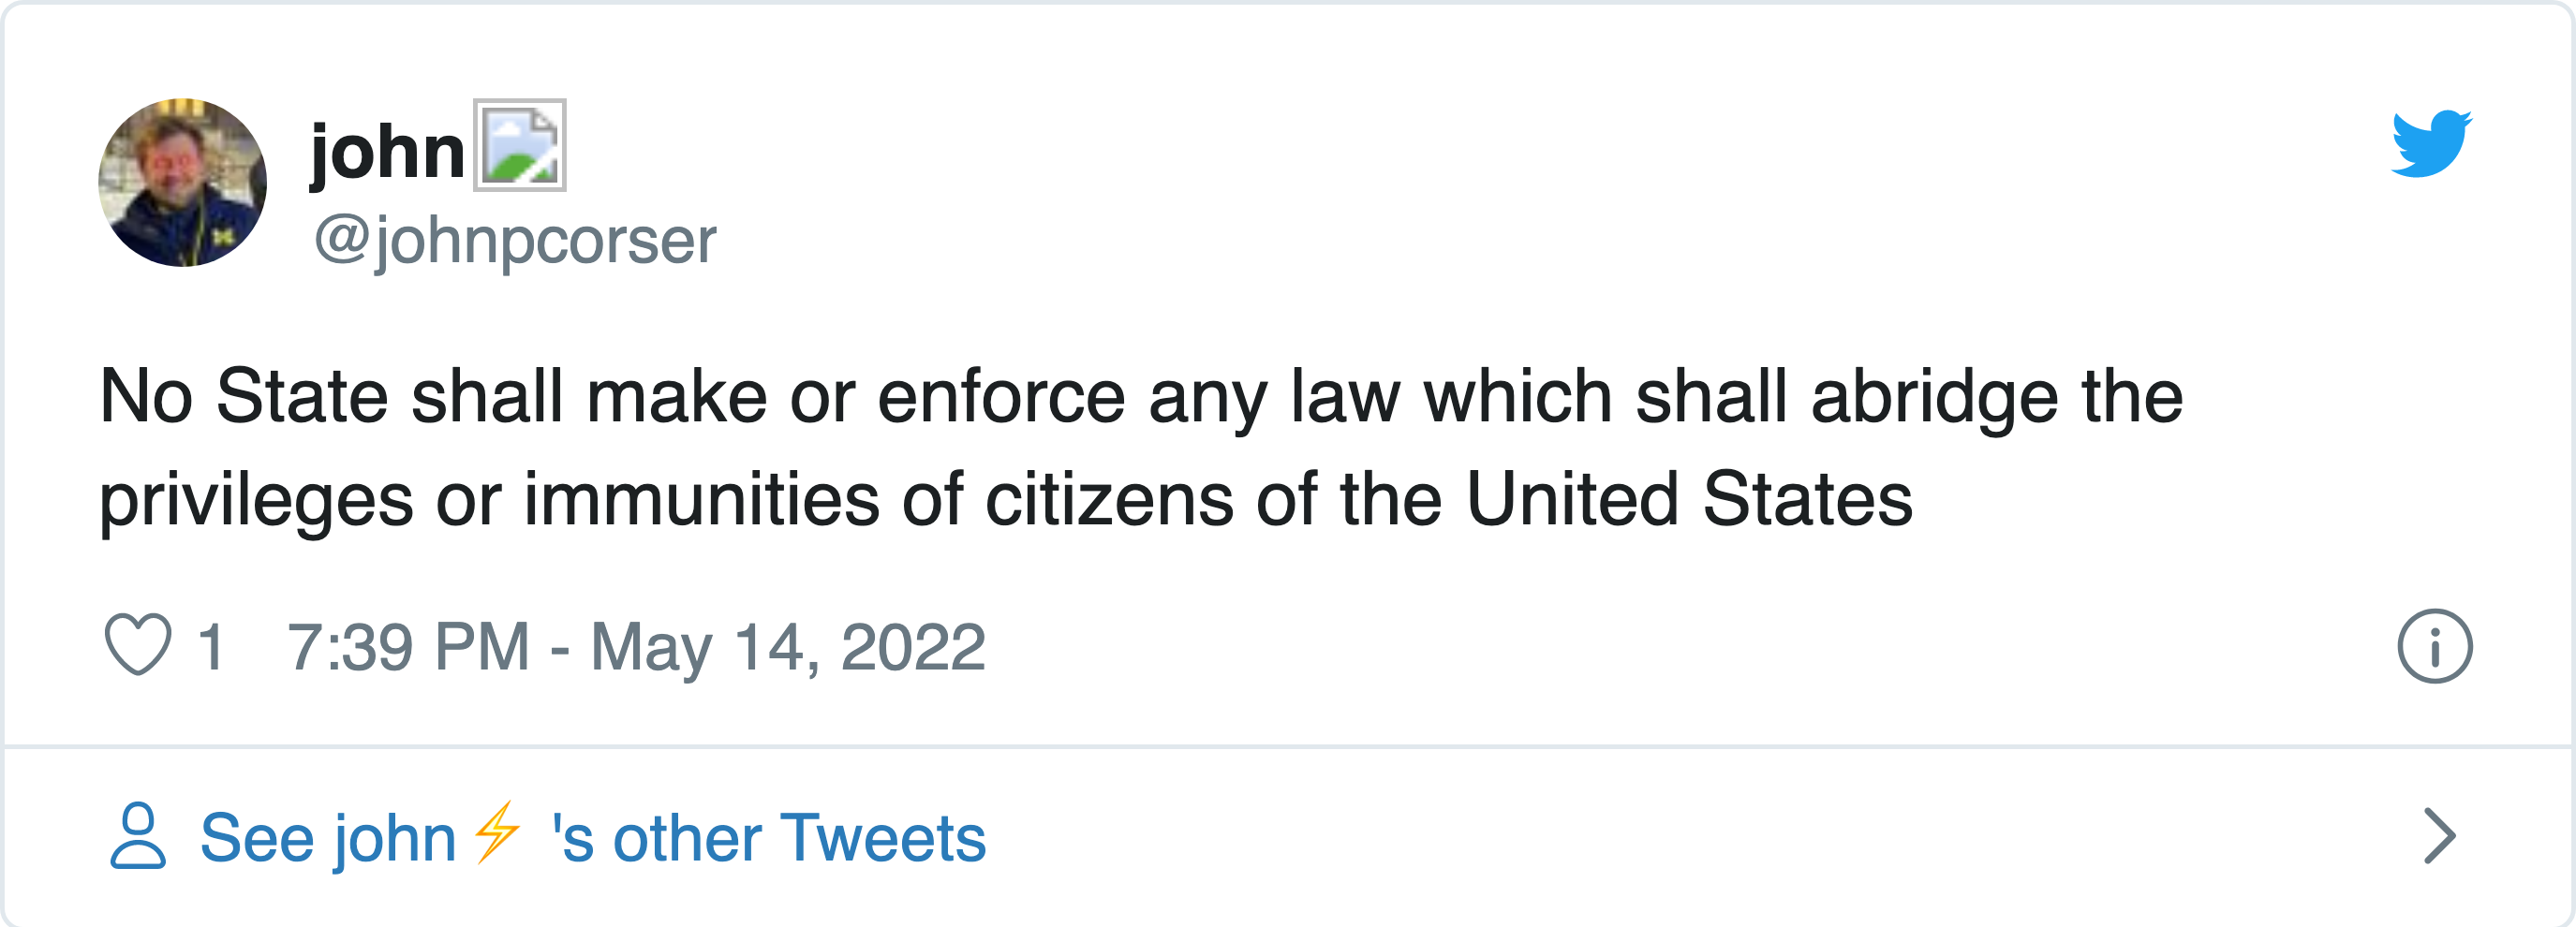 john
@johnpcorser
No State shall make or enforce any law which shall abridge the
privileges or immunities of citizens of the United States
1 7:39 PM - May 14, 2022
See john⚡ 's other Tweets